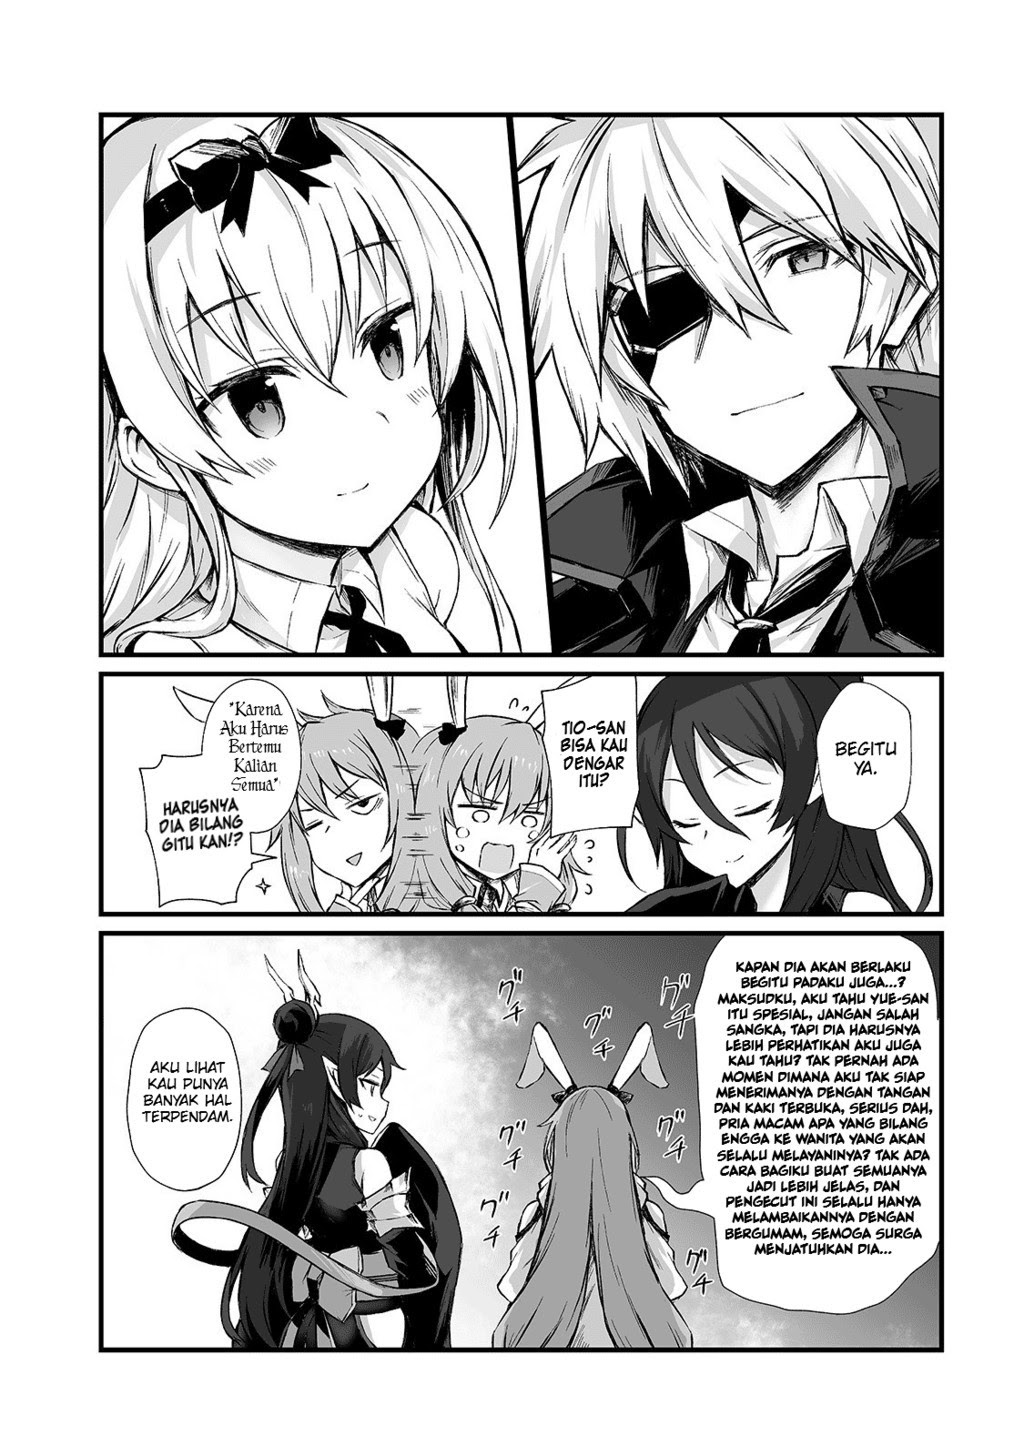 BEGITU
YA.
TIO-SAN
BISA KAU
DENGAR
ITU?
"Karena
Aku Harus
Bertemu
Kalian
Semua"
HARUSNYA
DIA BILANG
GITU KAN!?
KAPAN DIA AKAN BERLAKU
BEGITU PADAKU JUGA...?
MAKSUDKU, AKU TAHU YUE-SAN
ITU SPESIAL, JANGAN SALAH
SANGKA, TAPI DIA HARUSNYA
LEBIH PERHATIKAN AKU JUGA
KAU TAHU? TAK PERNAH ADA
MOMEN DIMANA AKU TAK SIAP
MENERIMANYA DENGAN TANGAN
DAN KAKI TERBUKA, SERIUS DAH,
PRIA MACAM APA YANG BILANG
ENGGA KE WANITA YANG AKAN
SELALU MELAYANINYA? TAK ADA
CARA BAGIKU BUAT SEMUANYA
JADI LEBIH JELAS, DAN
PENGECUT INI SELALU HANYA
MELAMBAIKANNYA DENGAN
BERGUMAM, SEMOGA SURGA
MENJATUHKAN DIA...
グチ
グチ
グチ
グチ
グチ
グチ
グチ
AKU LIHAT
KAU PUNYA
BANYAK HAL
TERPENDAM.